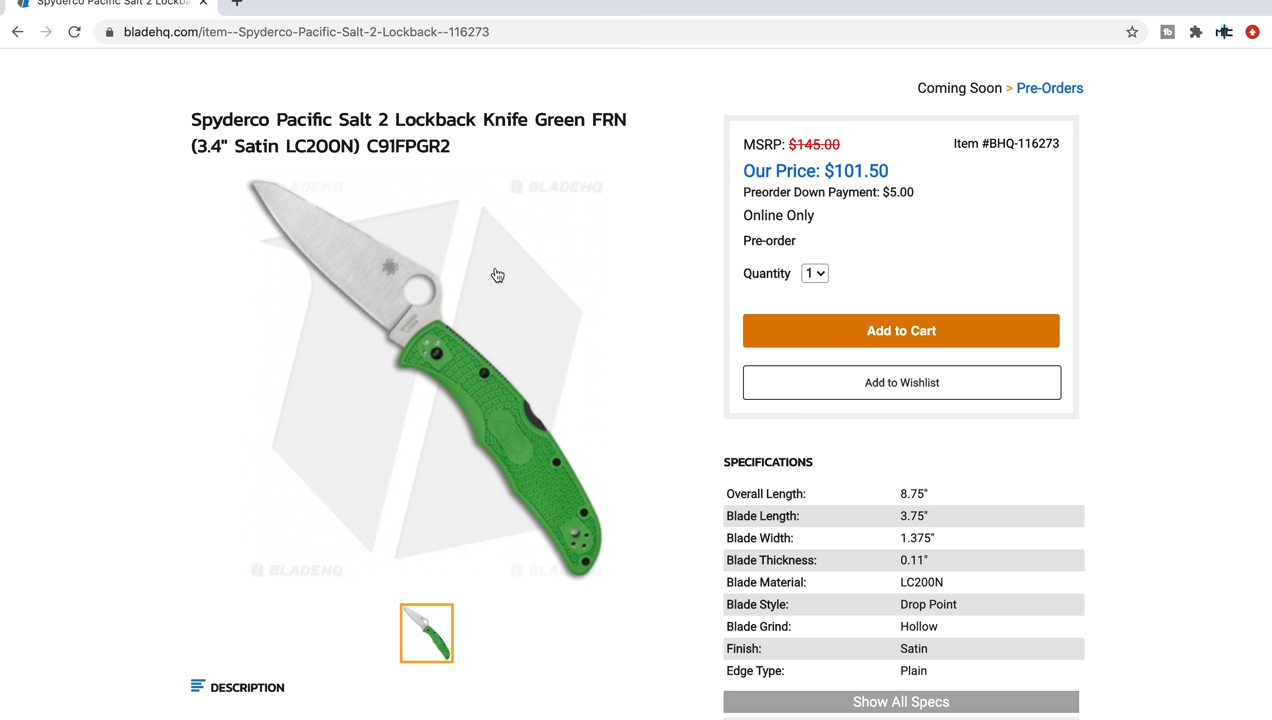 Spyderco Pacific Salt 2 Lockba
bladehq.com/item--Spyderco-Pacific-Salt-2-Lockback--116273
Coming Soon > Pre-Orders
Spyderco Pacific Salt 2 Lockback Knife Green FRN
(3.4" Satin LC200N) C91FPGR2
BLADEHQ
BLADEHQ
BLADEHQ
BLADEHQ
MSRP: $145.00
Item #BHQ-116273
Our Price: $101.50
Preorder Down Payment: $5.00
Online Only
Pre-order
Quantity 1
Add to Cart
Add to Wishlist
SPECIFICATIONS
Overall Length: 8.75"
Blade Length: 3.75"
Blade Width: 1.375"
Blade Thickness: 0.11"
Blade Material: LC200N
Blade Style: Drop Point
Blade Grind: Hollow
Finish: Satin
Edge Type: Plain
Show All Specs
DESCRIPTION